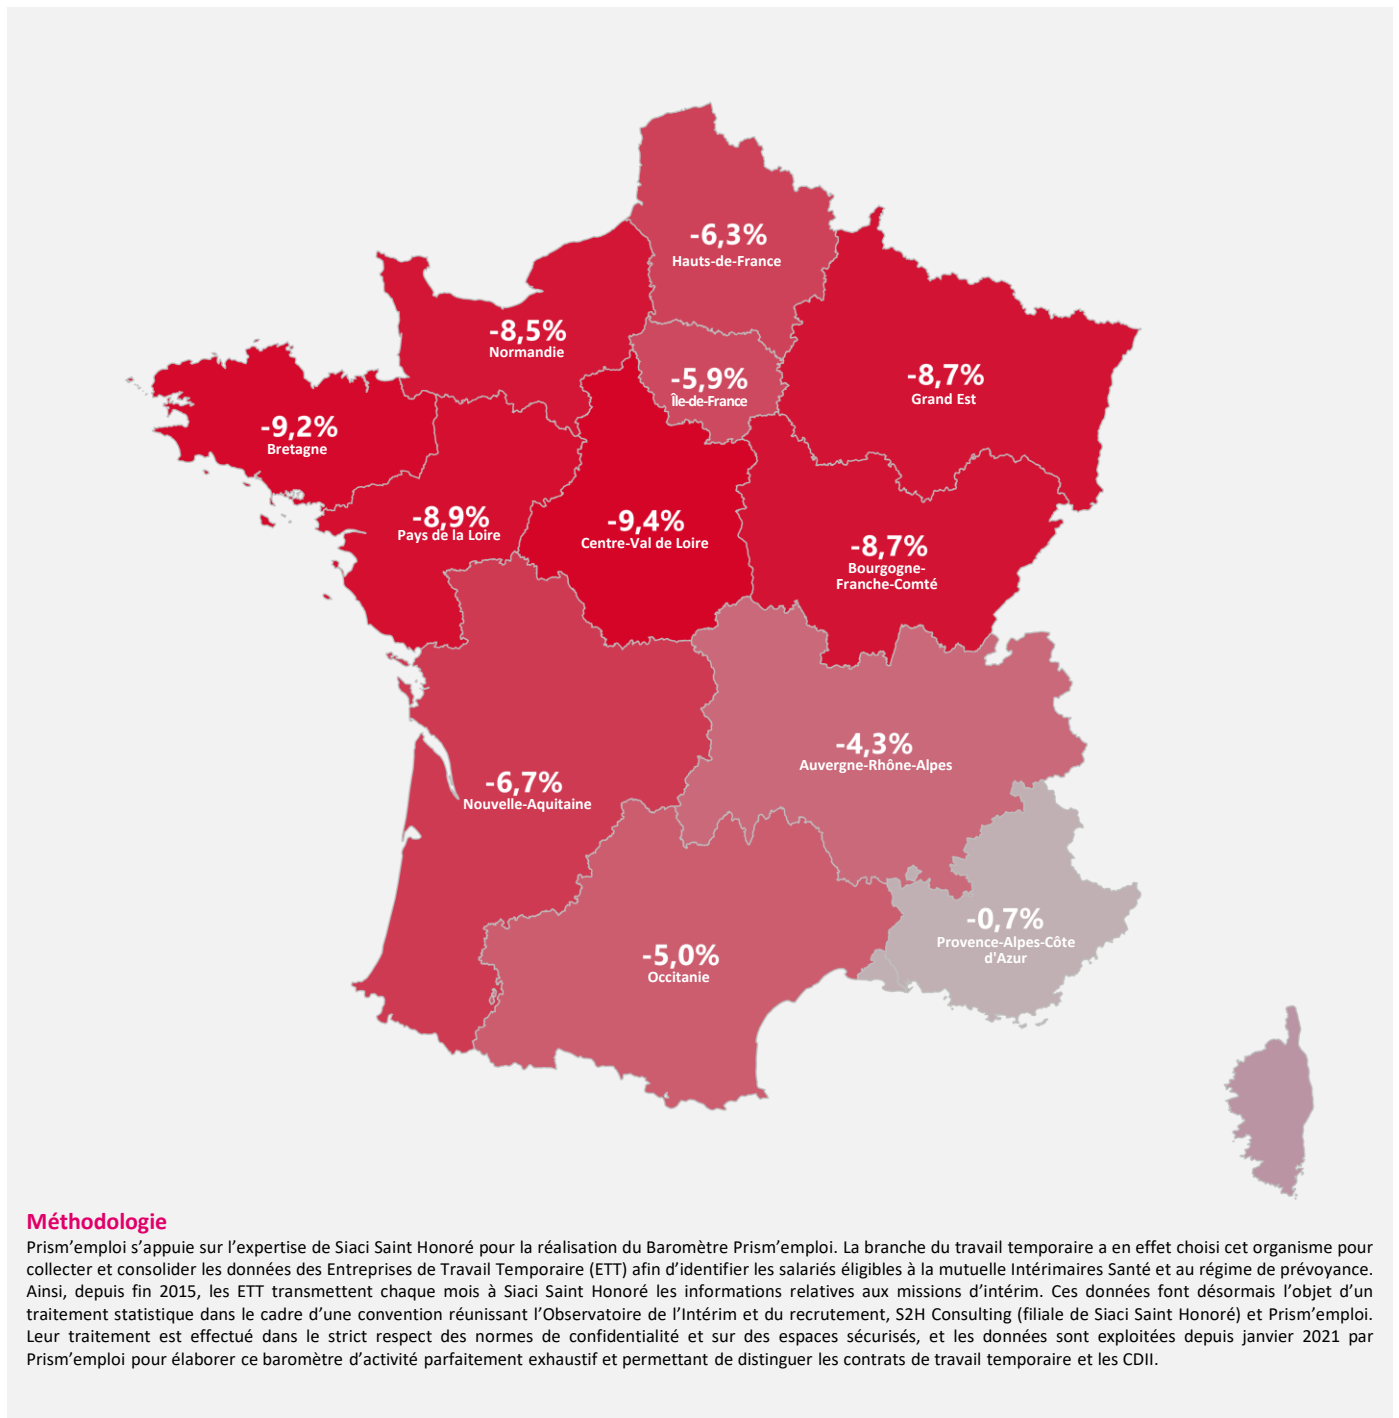 -6,3%
Hauts-de-France
-8,5%
Normandie
-5,9%
Île-de-France
-8,7%
Grand Est
-9,2%
Bretagne
-8,9%
Pays de la Loire
-9,4%
Centre-Val de Loire
-8,7%
Bourgogne-
Franche-Comté
-4,3%
Auvergne-Rhône-Alpes
-6,7%
Nouvelle-Aquitaine
-0,7%
Provence-Alpes-Côte
d'Azur
-5,0%
Occitanie
Méthodologie
Prism’emploi s’appuie sur l’expertise de Siaci Saint Honoré pour la réalisation du Baromètre Prism’emploi. La branche du travail temporaire a en effet choisi cet organisme pour
collecter et consolider les données des Entreprises de Travail Temporaire (ETT) afin d’identifier les salariés éligibles à la mutuelle Intérimaires Santé et au régime de prévoyance.
Ainsi, depuis fin 2015, les ETT transmettent chaque mois à Siaci Saint Honoré les informations relatives aux missions d’intérim. Ces données font désormais l’objet d’un
traitement statistique dans le cadre d’une convention réunissant l’Observatoire de l’Intérim et du recrutement, S2H Consulting (filiale de Siaci Saint Honoré) et Prism’emploi.
Leur traitement est effectué dans le strict respect des normes de confidentialité et sur des espaces sécurisés, et les données sont exploitées depuis janvier 2021 par
Prism’emploi pour élaborer ce baromètre d’activité parfaitement exhaustif et permettant de distinguer les contrats de travail temporaire et les CDII.